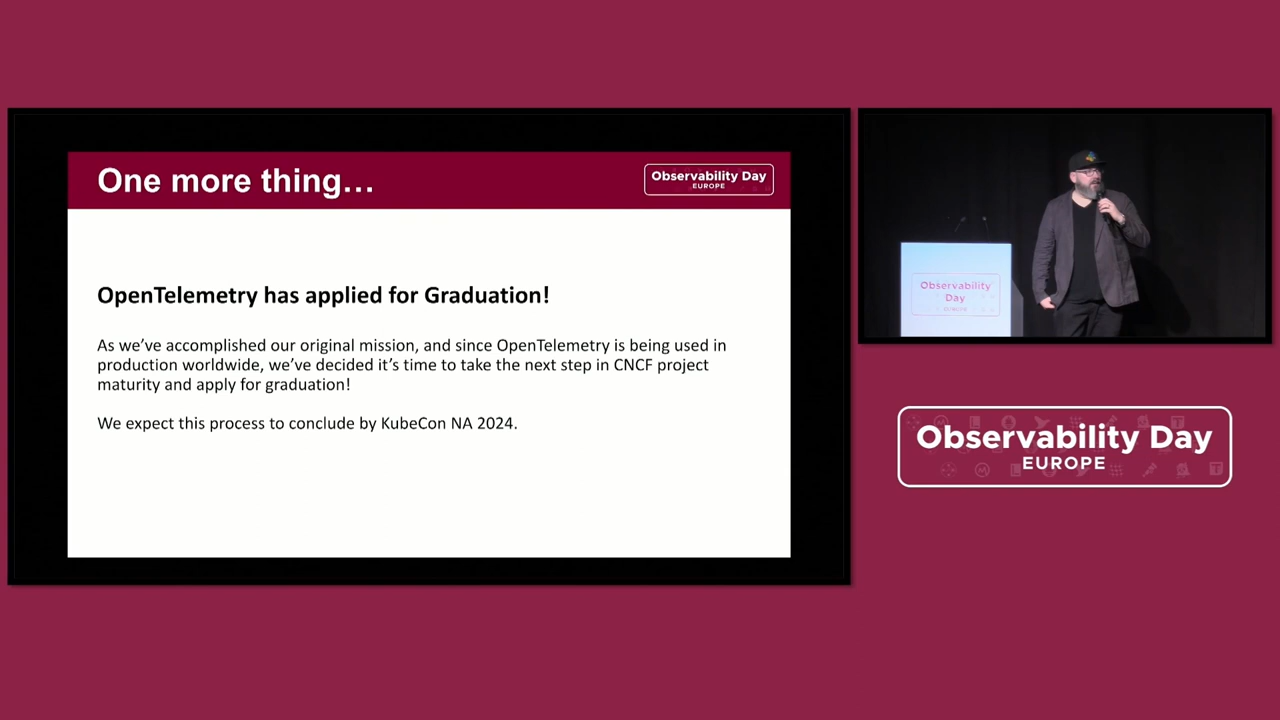 One more thing...
Observability Day
EUROPE
OpenTelemetry has applied for Graduation!
As we’ve accomplished our original mission, and since OpenTelemetry is being used in
production worldwide, we’ve decided it’s time to take the next step in CNCF project
maturity and apply for graduation!
We expect this process to conclude by KubeCon NA 2024.
Observability
Day
EUROPE
Observability Day
EUROPE